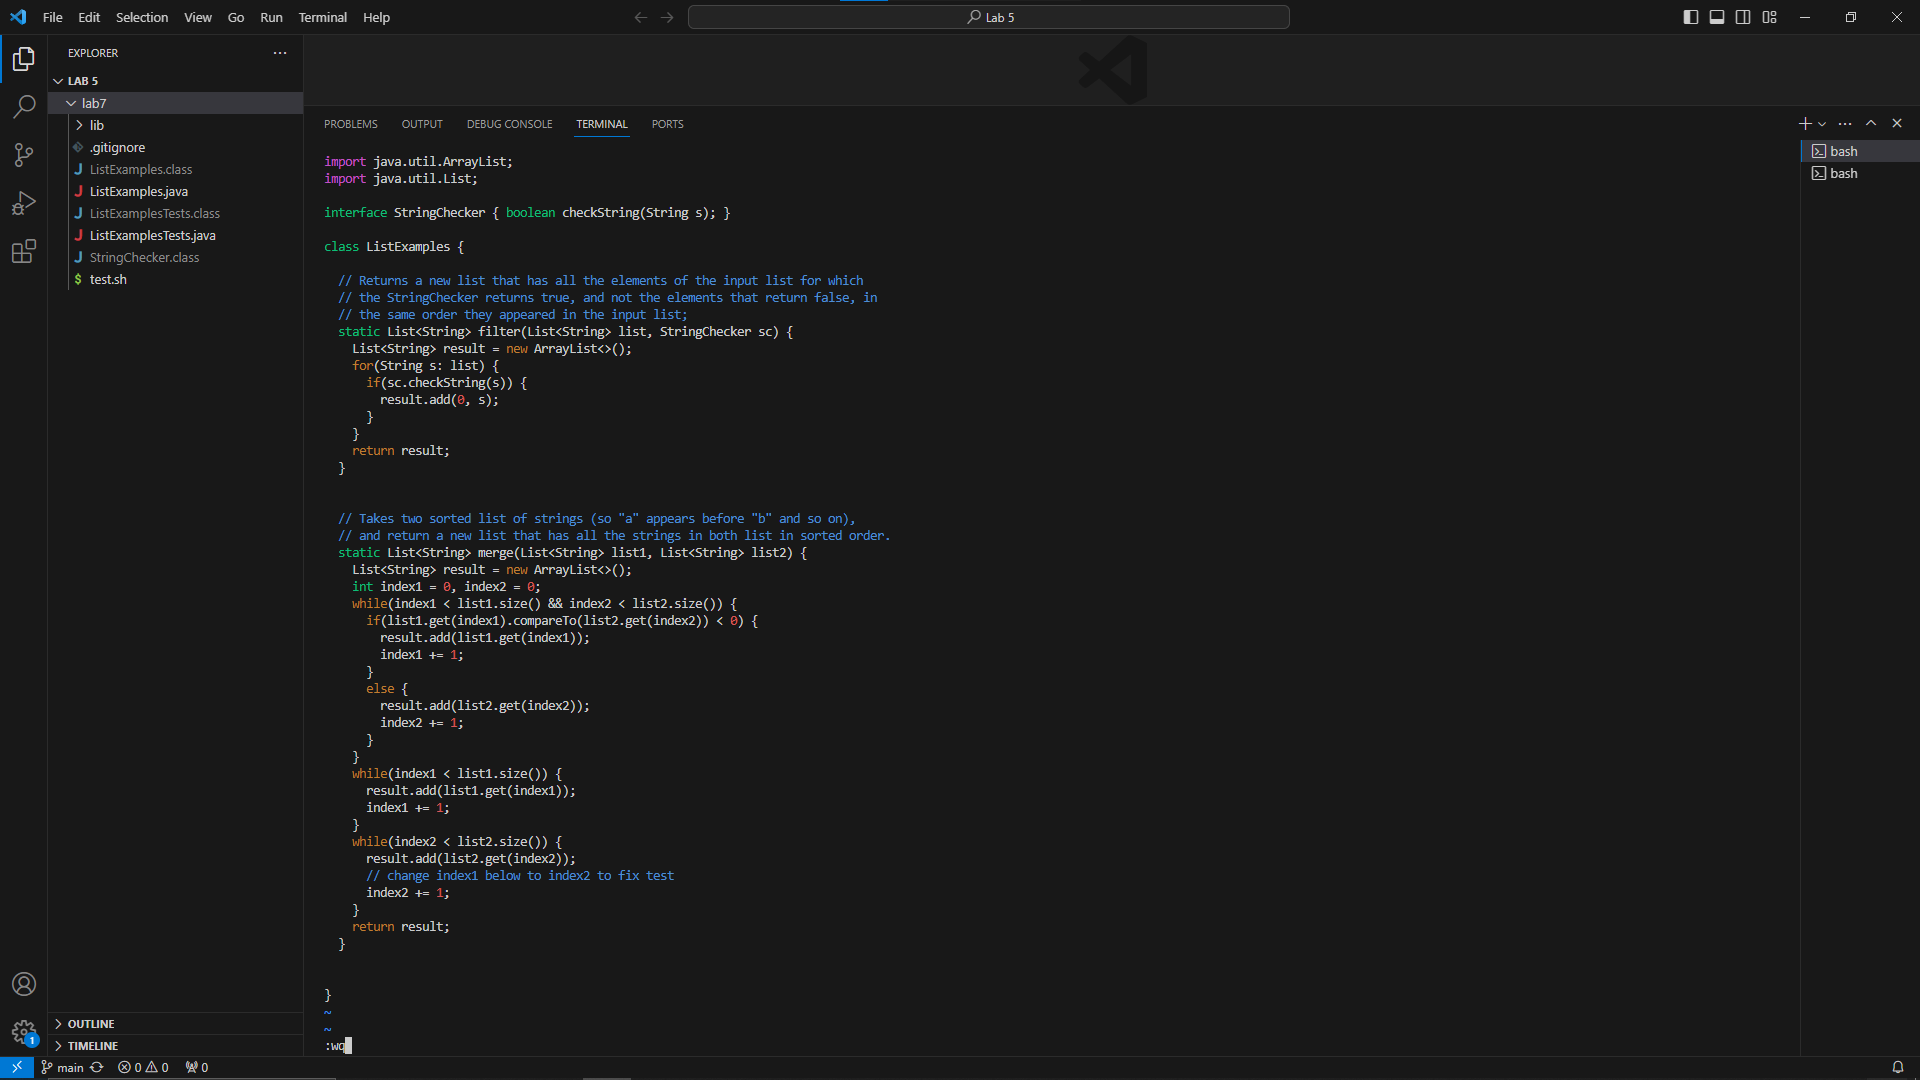 File Edit Selection View Go Run Terminal Help
Lab 5
EXPLORER
LAB 5
lab7
lib
.gitignore
ListExamples.class
ListExamples.java
ListExamplesTests.class
ListExamplesTests.java
StringChecker.class
test.sh
OUTLINE
TIMELINE
PROBLEMS OUTPUT DEBUG CONSOLE TERMINAL PORTS
bash
bash
import java.util.ArrayList;
import java.util.List;
interface StringChecker { boolean checkString(String s); }
class ListExamples {
// Returns a new list that has all the elements of the input list for which
// the StringChecker returns true, and not the elements that return false, in
// the same order they appeared in the input list;
static List<String> filter(List<String> list, StringChecker sc) {
List<String> result = new ArrayList<>();
for(String s: list) {
if(sc.checkString(s)) {
result.add(0, s);
}
}
return result;
}
// Takes two sorted list of strings (so "a" appears before "b" and so on),
// and return a new list that has all the strings in both list in sorted order.
static List<String> merge(List<String> list1, List<String> list2) {
List<String> result = new ArrayList<>();
int index1 = 0, index2 = 0;
while(index1 < list1.size() && index2 < list2.size()) {
if(list1.get(index1).compareTo(list2.get(index2)) < 0) {
result.add(list1.get(index1));
index1 += 1;
}
else {
result.add(list2.get(index2));
index2 += 1;
}
}
while(index1 < list1.size()) {
result.add(list1.get(index1));
index1 += 1;
}
while(index2 < list2.size()) {
result.add(list2.get(index2));
// change index1 below to index2 to fix test
index2 += 1;
}
return result;
}
}
~
~
:wq
1
main 0 0 0